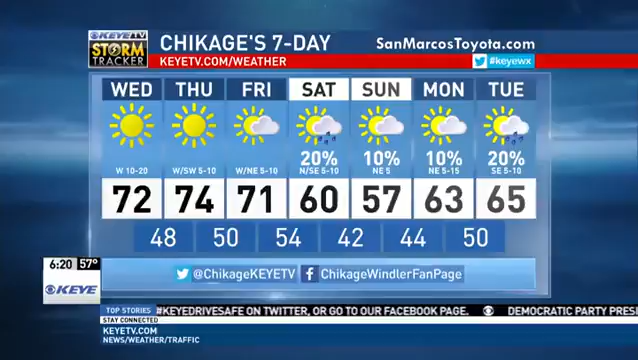 KEYE TV
STORM
TRACKER
CHIKAGE'S 7-DAY
KEYETV.COM/WEATHER
SanMarcosToyota.com
#keyewx
WED THU FRI SAT SUN MON TUE
20% 10% 10% 20%
W 10-20 W/SW 5-10 W/NE 5-10 N/SE 5-10 NE 5 NE 5-15 SE 5-10
72 74 71 60 57 63 65
48 50 54 42 44 50
@ChikageKEYETV ChikageWindlerFanPage
6:20 57°
KEYE
TOP STORIES #KEYEDRIVESAFE ON TWITTER, OR GO TO OUR FACEBOOK PAGE. DEMOCRATIC PARTY PRES
STAY CONNECTED
KEYETV.COM
NEWS/WEATHER/TRAFFIC